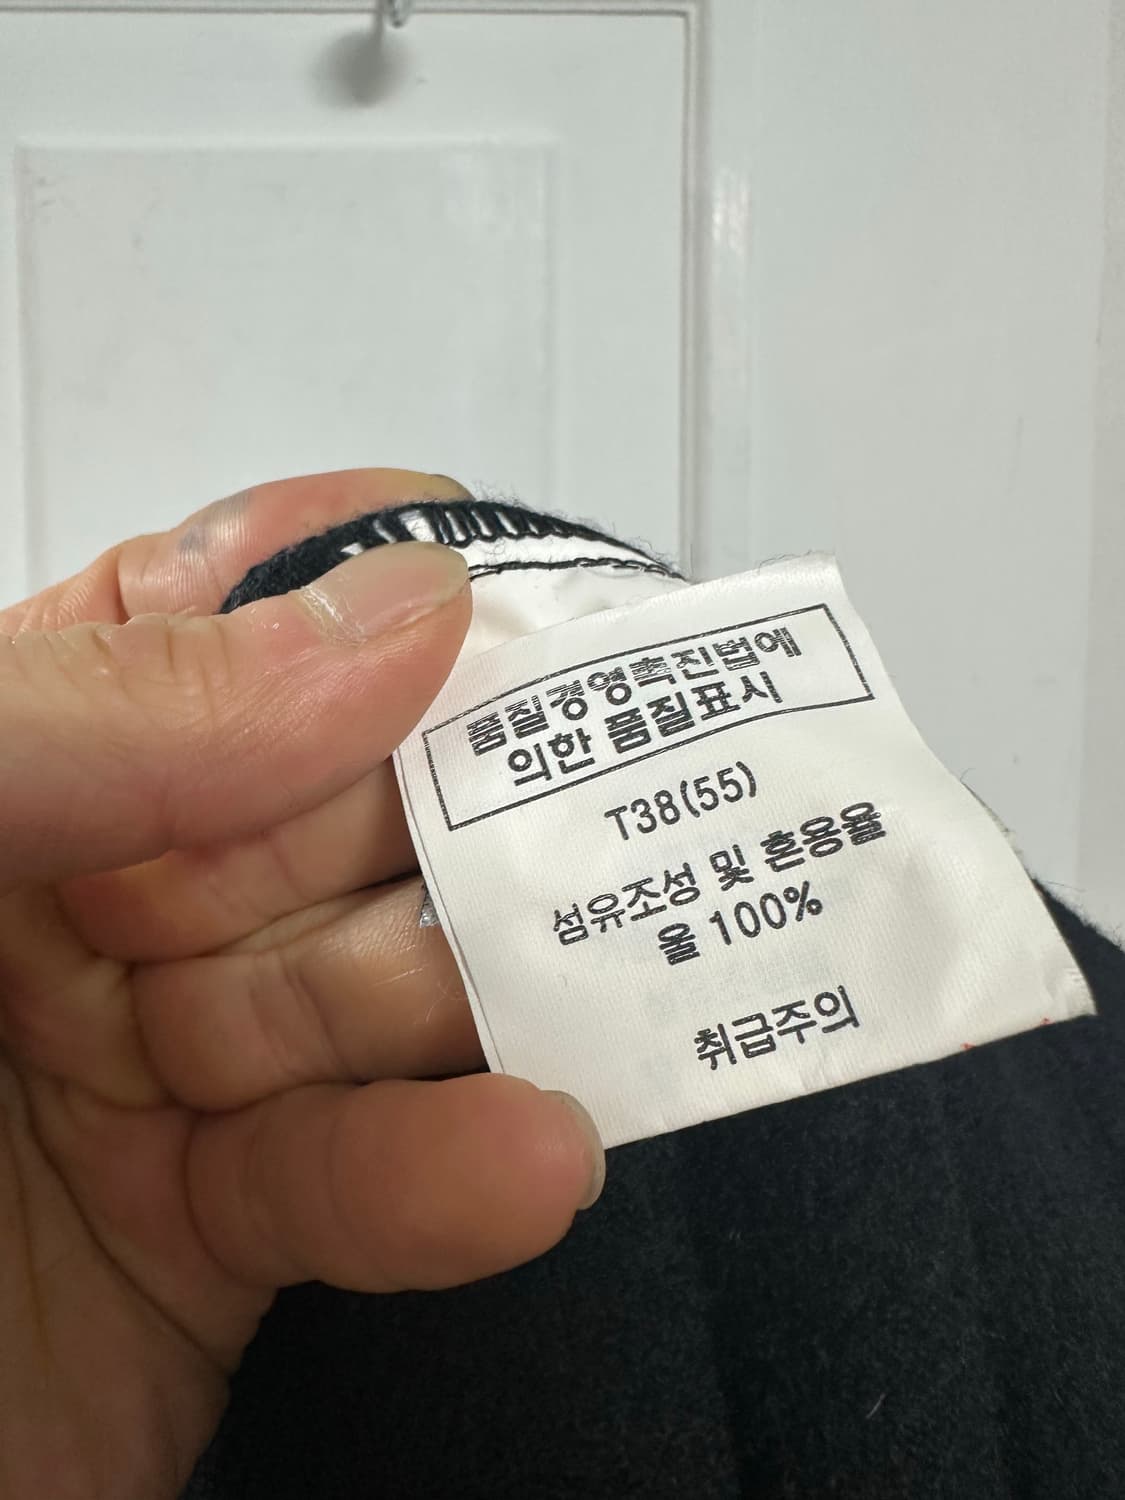 품질경영촉진법에
의한 품질표시
T38(55)
섬유조성 및 혼용율
울 100%
취급주의